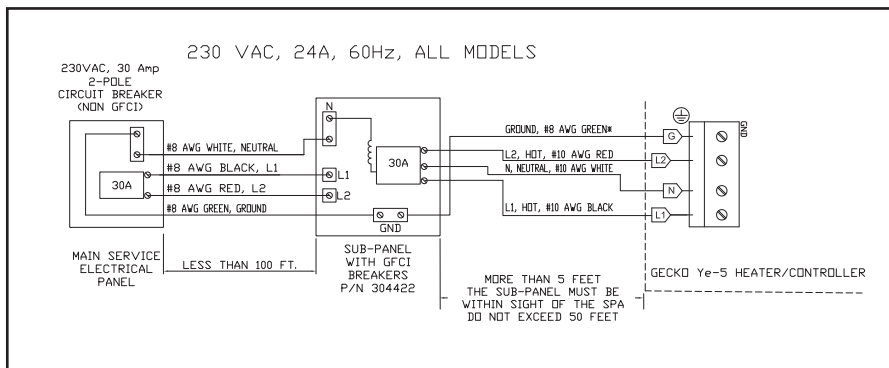 230 VAC, 24A, 60Hz, ALL MODELS
230VAC, 30 Amp
2-POLE
CIRCUIT BREAKER
(NON GFCI)
N
#8 AWG WHITE, NEUTRAL
#8 AWG BLACK, L1
#8 AWG RED, L2
#8 AWG GREEN, GROUND
30A
L1
L2
30A
GND
GROUND, #8 AWG GREEN*
L2, HOT, #10 AWG RED
N, NEUTRAL, #10 AWG WHITE
L1, HOT, #10 AWG BLACK
G
L2
N
L1
GND
MAIN SERVICE
ELECTRICAL
PANEL
LESS THAN 100 FT.
SUB-PANEL
WITH GFCI
BREAKERS
P/N 304422
MORE THAN 5 FEET
THE SUB-PANEL MUST BE
WITHIN SIGHT OF THE SPA
DO NOT EXCEED 50 FEET
GECKO Ye-5 HEATER/CONTROLLER